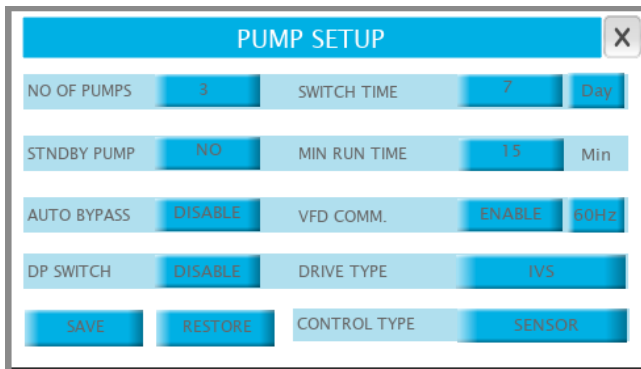 PUMP SETUP X
NO OF PUMPS 3 SWITCH TIME 7 Day
STNDBY PUMP NO MIN RUN TIME 15 Min
AUTO BYPASS DISABLE VFD COMM. ENABLE 60Hz
DP SWITCH DISABLE DRIVE TYPE IVS
SAVE RESTORE CONTROL TYPE SENSOR